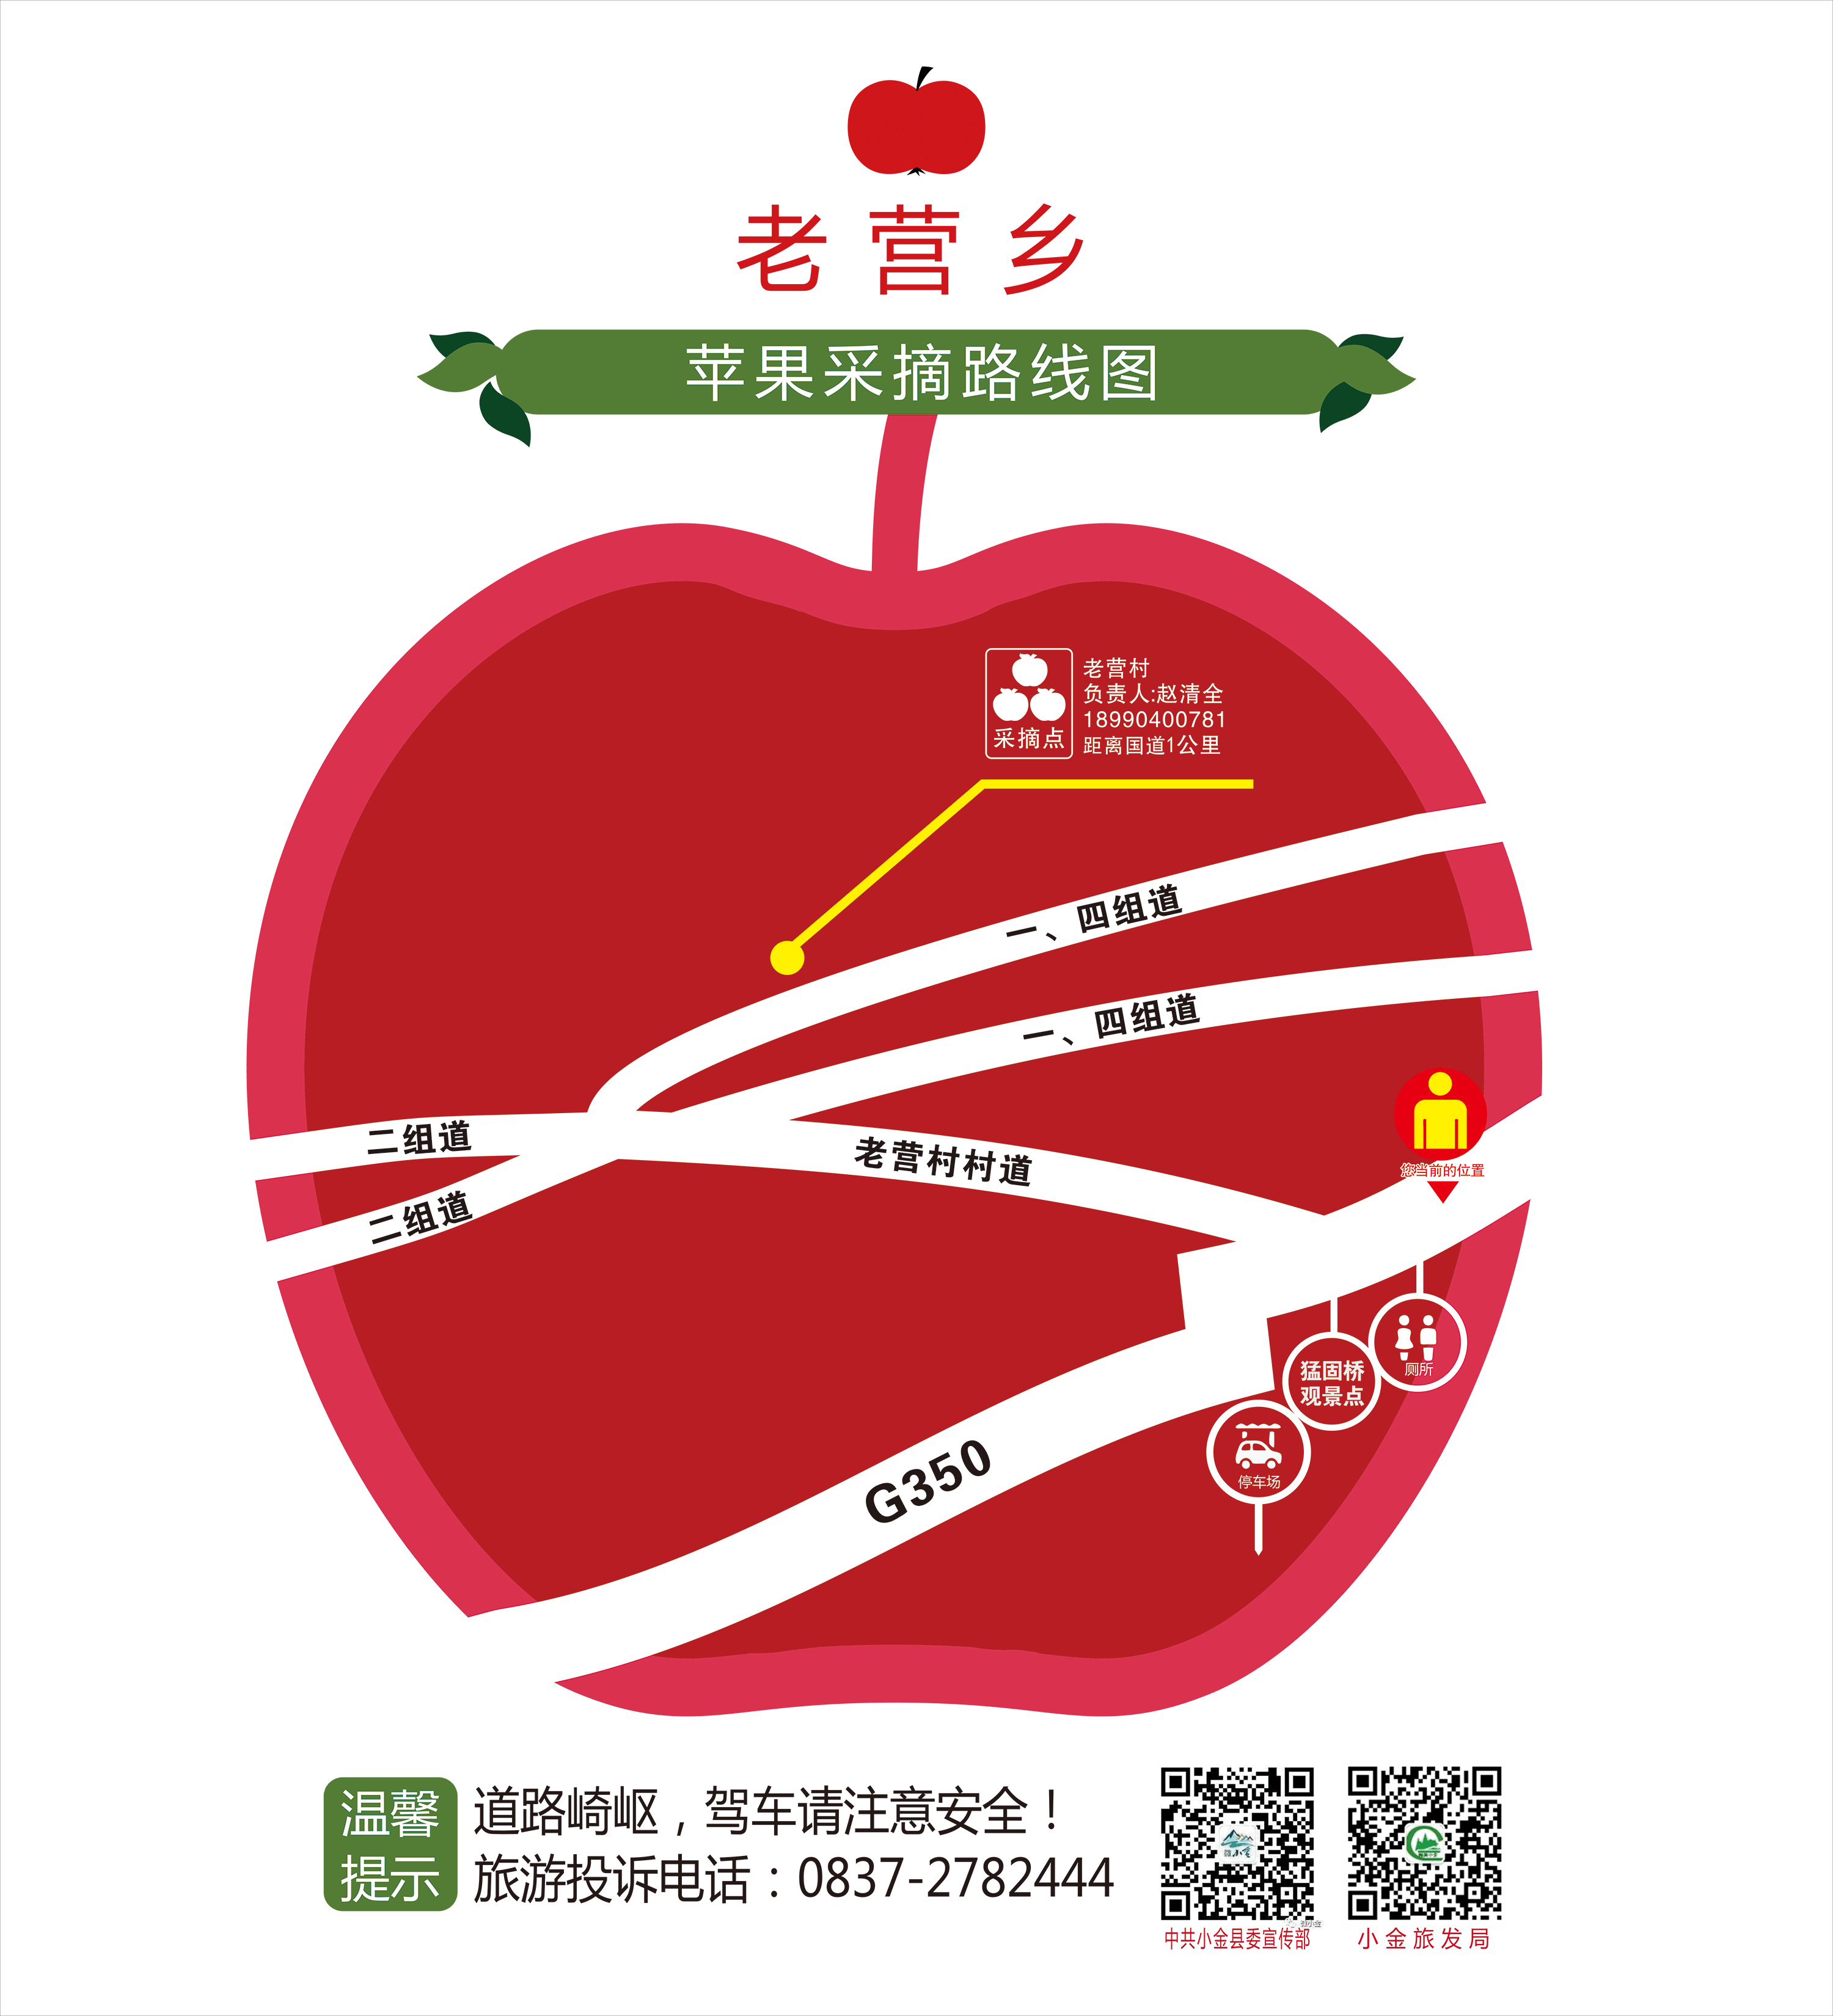 老营乡
苹果采摘路线图
老营村
负责人:赵清全
18990400781
距离国道1公里
采摘点
一、四组道
一、四组道
二组道
老营村村道
二组道
您当前的位置
厕所
猛固桥
观景点
停车场
G350
温馨
提示
道路崎岖，驾车请注意安全！
旅游投诉电话：0837-2782444
微小金
中共小金县委宣传部
小金旅发局